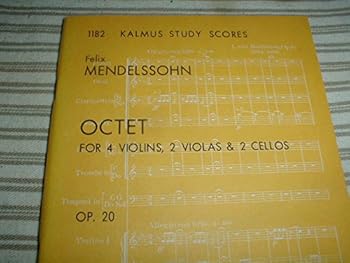 1182 KALMUS STUDY SCORES
Felix
MENDELSSOHN
OCTET
FOR 4 VIOLINS, 2 VIOLAS & 2 CELLOS
OP. 20